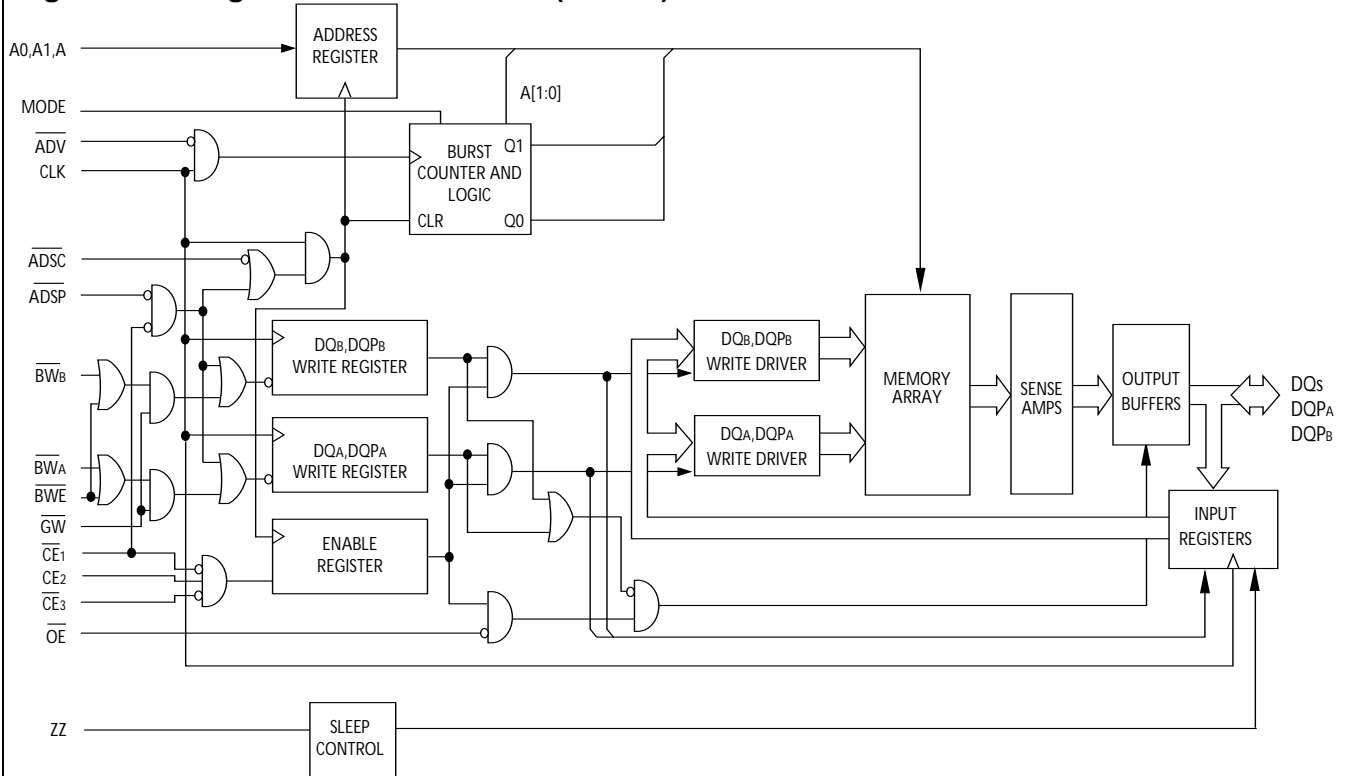 A0,A1,A
ADDRESS
REGISTER
MODE
A[1:0]
ADV
CLK
BURST
COUNTER AND
LOGIC
Q1
CLR
Q0
ADSC
ADSP
DQB,DQPB
WRITE REGISTER
DQB,DQPB
WRITE DRIVER
MEMORY
ARRAY
SENSE
AMPS
OUTPUT
BUFFERS
DQs
DQPA
DQPB
BWB
DQA,DQPA
WRITE REGISTER
DQA,DQPA
WRITE DRIVER
BWA
BWE
GW
INPUT
REGISTERS
CE1
CE2
CE3
ENABLE
REGISTER
OE
ZZ
SLEEP
CONTROL